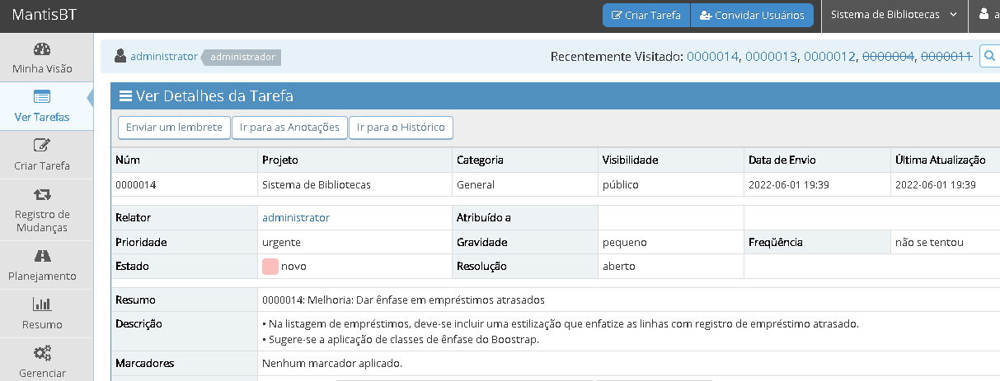 MantisBT Criar Tarefa Convidar Usuários Sistema de Bibliotecas a
Minha Visão
Ver Tarefas
Criar Tarefa
Registro de
Mudanças
Planejamento
Resumo
Gerenciar
administrator administrador Recentemente Visitado: 0000014, 0000013, 0000012, 0000004, 0000011
Ver Detalhes da Tarefa
Enviar um lembrete Ir para as Anotações Ir para o Histórico
Núm Projeto Categoria Visibilidade Data de Envio Última Atualização
0000014 Sistema de Bibliotecas General público 2022-06-01 19:39 2022-06-01 19:39
Relator administrator Atribuído a
Prioridade urgente Gravidade pequeno Freqüência não se tentou
Estado novo Resolução aberto
Resumo 0000014: Melhoria: Dar ênfase em empréstimos atrasados
Descrição • Na listagem de empréstimos, deve-se incluir uma estilização que enfatize as linhas com registro de empréstimo atrasado.
• Sugere-se a aplicação de classes de ênfase do Boostrap.
Marcadores Nenhum marcador aplicado.